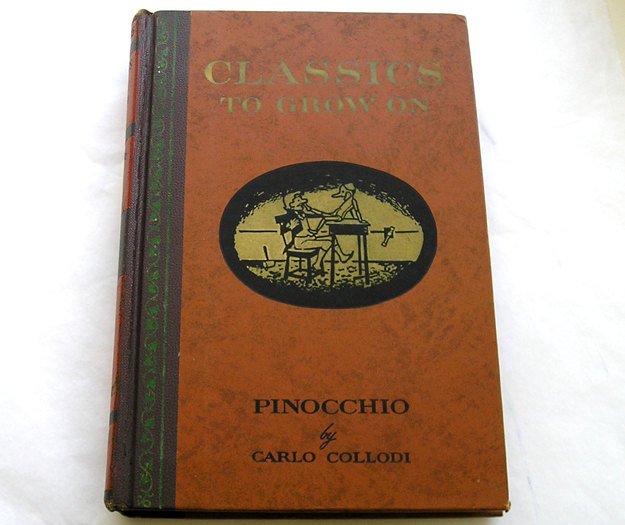 CLASSICS
TO GROW ON
PINOCCHIO
by
CARLO COLLODI